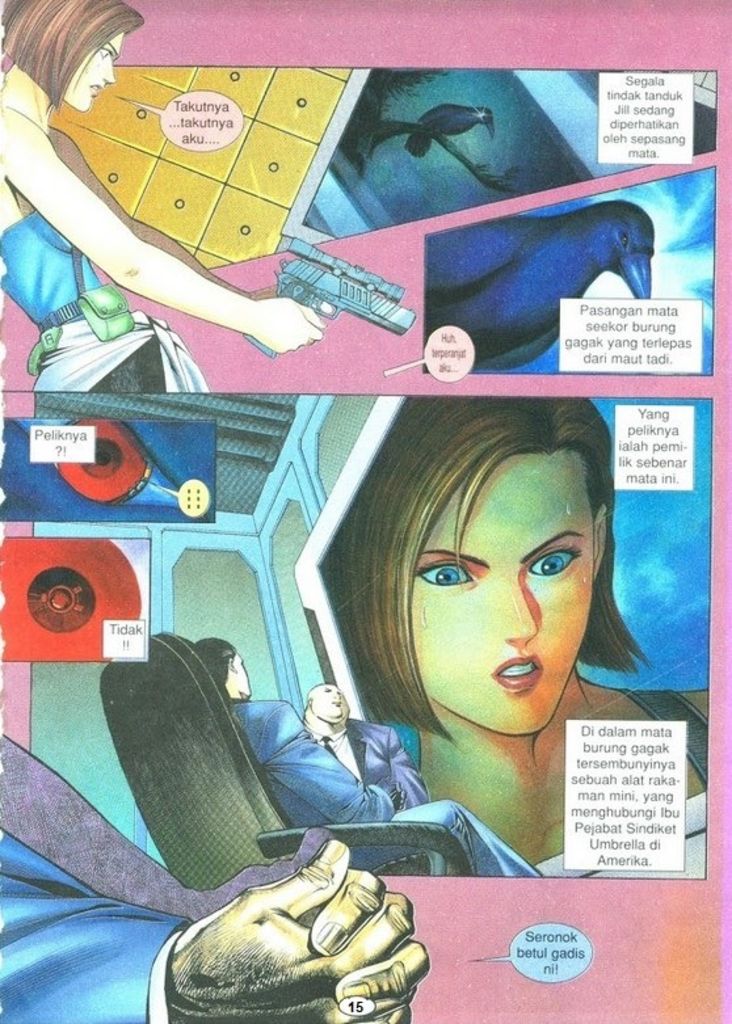 Takutnya
...takutnya
aku....
Segala
tindak tanduk
Jill sedang
diperhatikan
oleh sepasang
mata.
Pasangan mata
seekor burung
gagak yang terlepas
dari maut tadi.
Huh,
terperanjat
aku...
Peliknya
?!
Yang
peliknya
ialah pemi-
lik sebenar
mata ini.
Tidak
!!
Di dalam mata
burung gagak
tersembunyinya
sebuah alat raka-
man mini, yang
menghubungi Ibu
Pejabat Sindiket
Umbrella di
Amerika.
Seronok
betul gadis
ni!
15